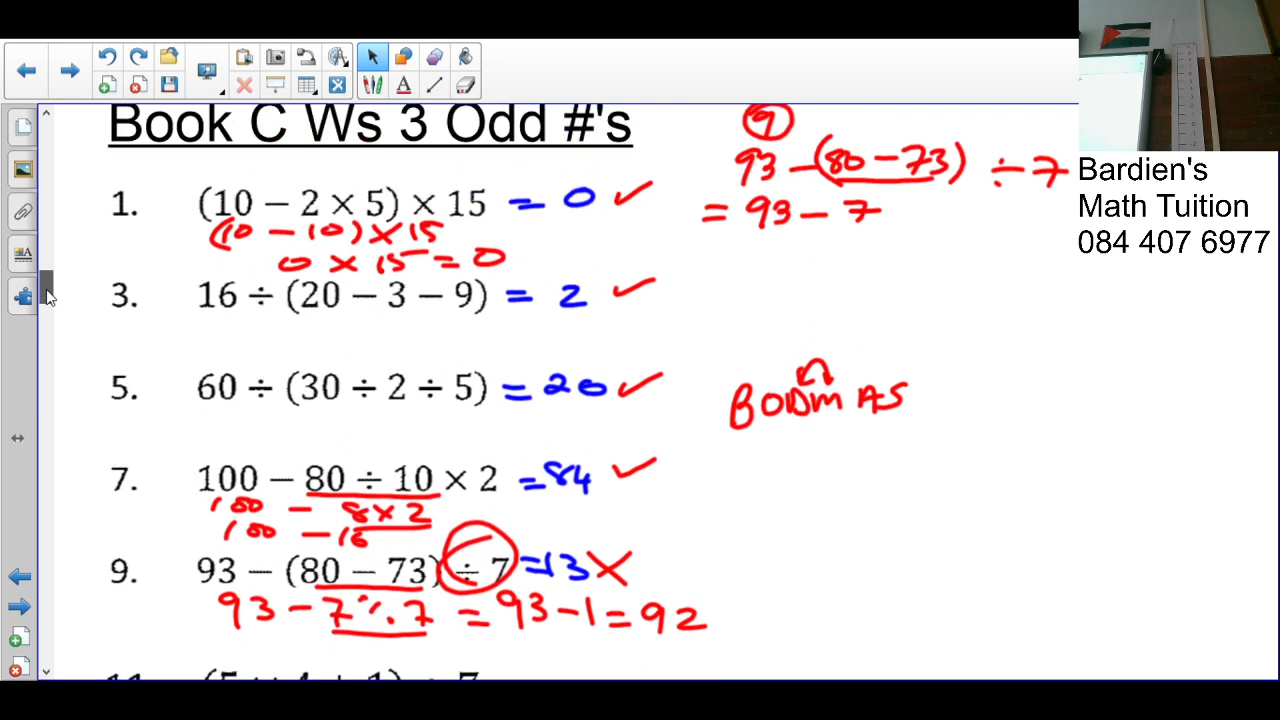 Book C Ws 3 Odd #'s
1. (10 − 2 × 5) × 15 = 0 ✓
(10 − 10) × 15
0 × 15 = 0
3. 16 ÷ (20 − 3 − 9) = 2 ✓
5. 60 ÷ (30 ÷ 2 ÷ 5) = 20 ✓
7. 100 − 80 ÷ 10 × 2 = 84 ✓
100 − 8 × 2
100 − 16
9. 93 − (80 − 73) ÷ 7 = 13 ✗
93 − 7 ÷ 7 = 93 − 1 = 92
9
93 − (80 − 73) ÷ 7
= 93 − 7
BODMAS
Bardien's
Math Tuition
084 407 6977